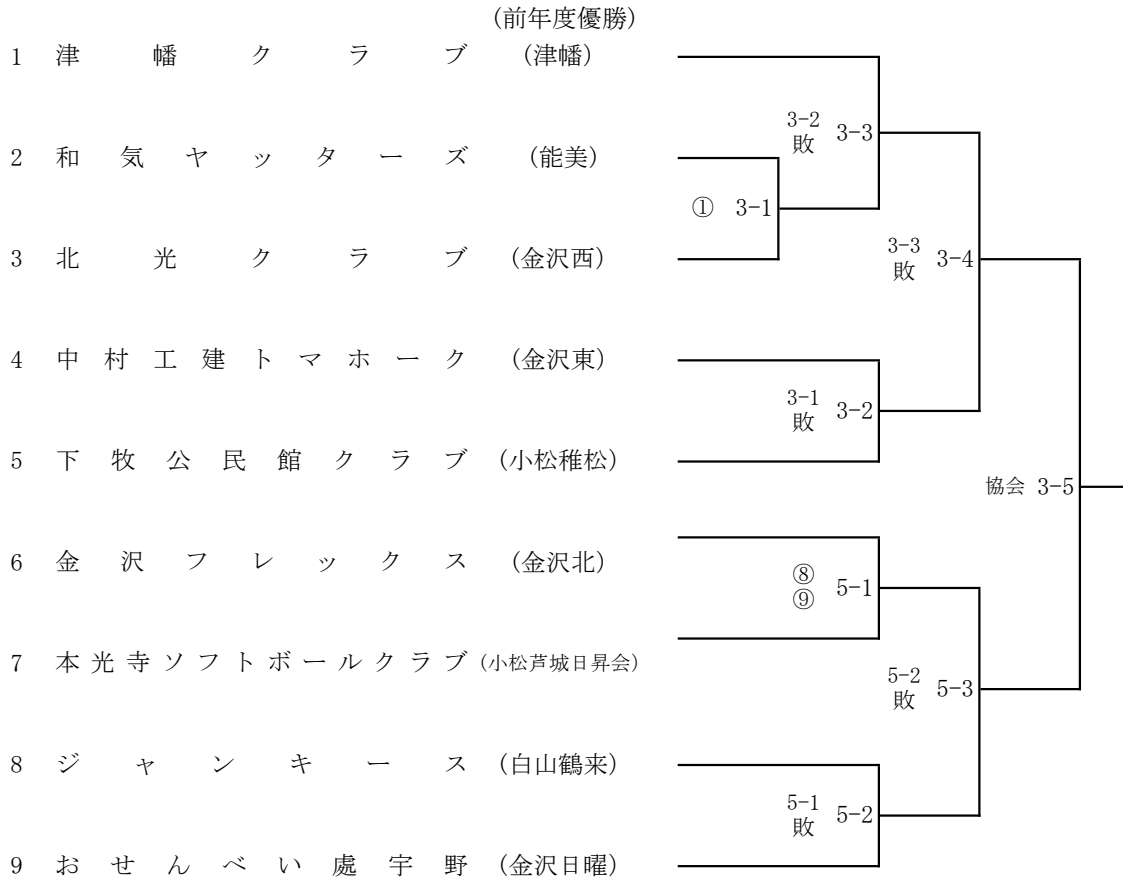 (前年度優勝)
1 津幡クラブ (津幡)
3-2 敗 3-3
2 和気ヤッターズ (能美)
① 3-1
3 北光クラブ (金沢西)
3-3 敗 3-4
4 中村工建トマホーク (金沢東)
3-1 敗 3-2
5 下牧公民館クラブ (小松稚松)
協会 3-5
6 金沢フレックス (金沢北)
⑧ ⑨ 5-1
7 本光寺ソフトボールクラブ (小松芦城日昇会)
5-2 敗 5-3
8 ジャンキース (白山鶴来)
5-1 敗 5-2
9 おせんべい處宇野 (金沢日曜)